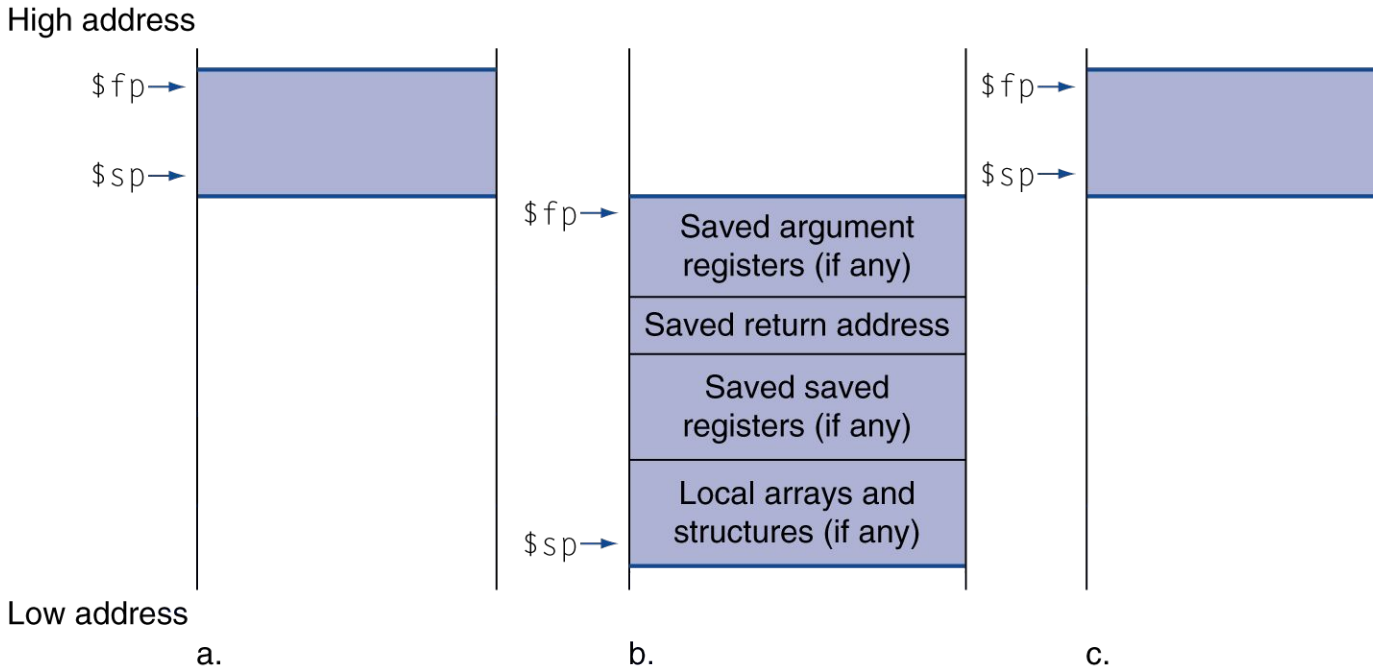 High address
$fp
$sp
$fp
Saved argument
registers (if any)
Saved return address
Saved saved
registers (if any)
Local arrays and
structures (if any)
$sp
$fp
$sp
Low address
a.
b.
c.